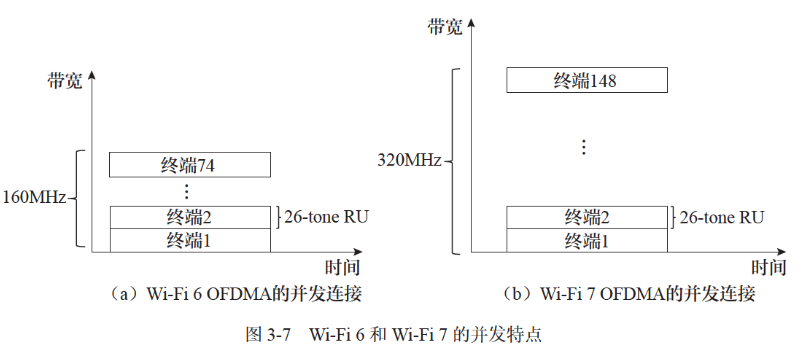 带宽
160MHz
终端74
⋮
终端2
终端1
26-tone RU
时间
(a) Wi-Fi 6 OFDMA的并发连接
带宽
320MHz
终端148
⋮
终端2
终端1
26-tone RU
时间
(b) Wi-Fi 7 OFDMA的并发连接
图 3-7 Wi-Fi 6 和 Wi-Fi 7 的并发特点